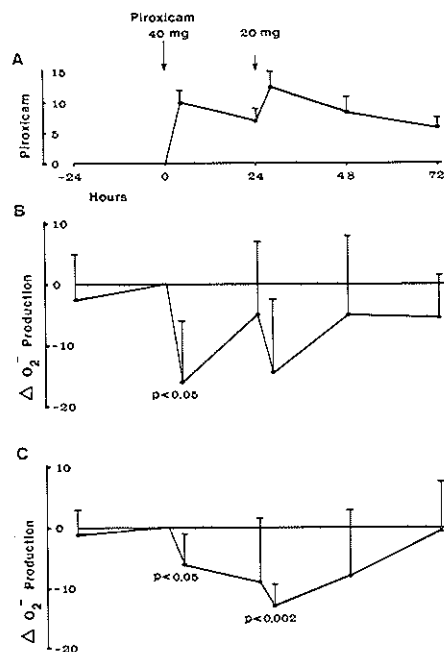 Piroxicam
40 mg 20 mg
A
15
10
5
0
Piroxicam
-24 0 24 48 72
Hours
B
10
0
-10
-20
Δ O₂⁻ Production
p<0.05
C
10
0
-10
-20
Δ O₂⁻ Production
p<0.05
p<0.002